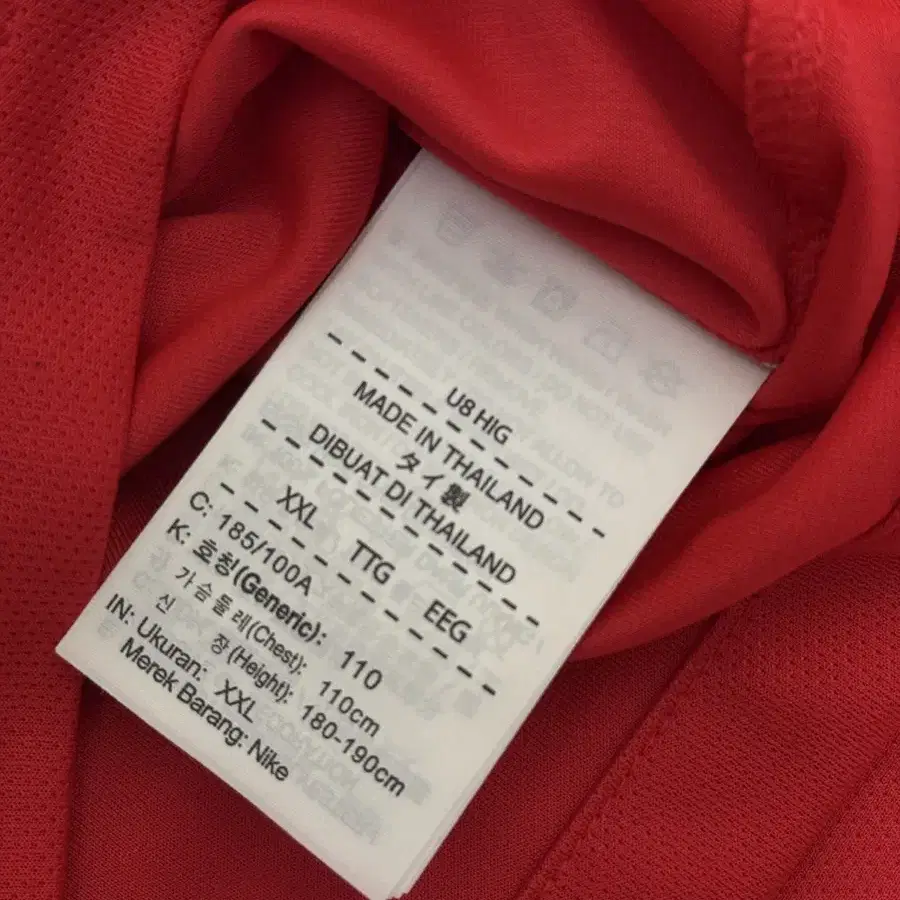 U8 HIG
MADE IN THAILAND
タイ製
DIBUAT DI THAILAND
XXL TTG EEG
C: 185/100A
K: 호칭(Generic): 110
가슴둘레(Chest): 110cm
신 장(Height): 180-190cm
IN: Ukuran: XXL
Merek Barang: Nike